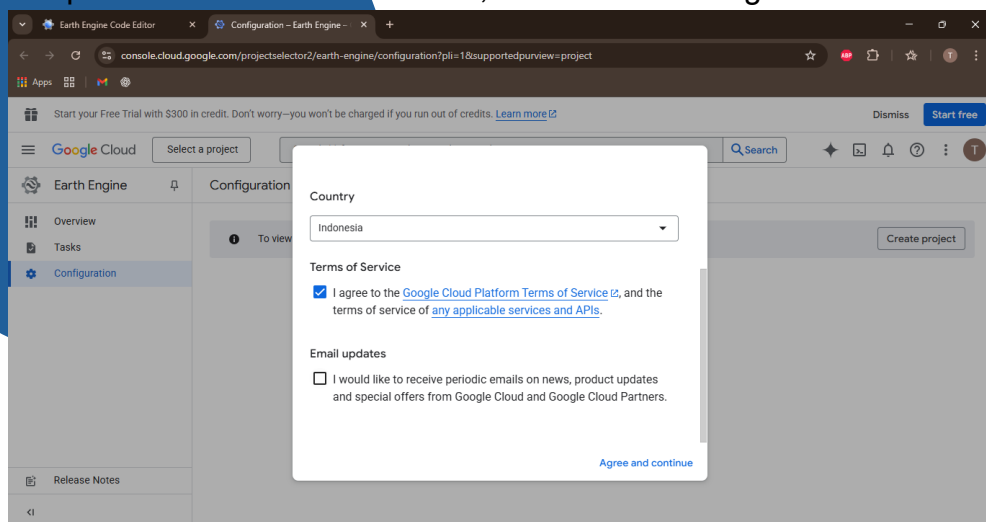 Earth Engine Code Editor
Configuration – Earth Engine –
console.cloud.google.com/projectselector2/earth-engine/configuration?pli=1&supportedpurview=project
ABP
T
Apps
Start your Free Trial with $300 in credit. Don't worry—you won't be charged if you run out of credits. Learn more
Dismiss
Start free
Google Cloud
Select a project
Search
T
Earth Engine
Configuration
Overview
Tasks
Configuration
To view
Create project
Country
Indonesia
Terms of Service
I agree to the Google Cloud Platform Terms of Service, and the
terms of service of any applicable services and APIs.
Email updates
I would like to receive periodic emails on news, product updates
and special offers from Google Cloud and Google Cloud Partners.
Agree and continue
Release Notes